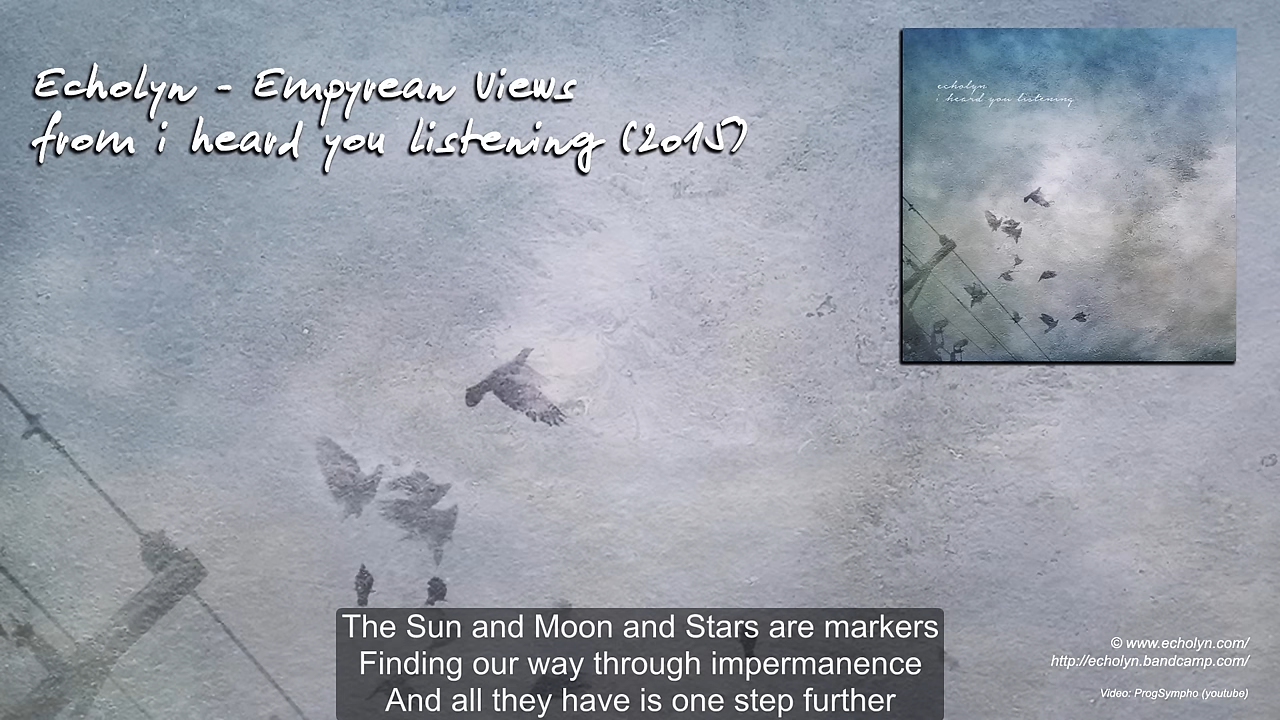 Echolyn - Empyrean Views
from i heard you listening (2015)
echolyn
i heard you listening
The Sun and Moon and Stars are markers
Finding our way through impermanence
And all they have is one step further
© www.echolyn.com/
http://echolyn.bandcamp.com/
Video: ProgSympho (youtube)